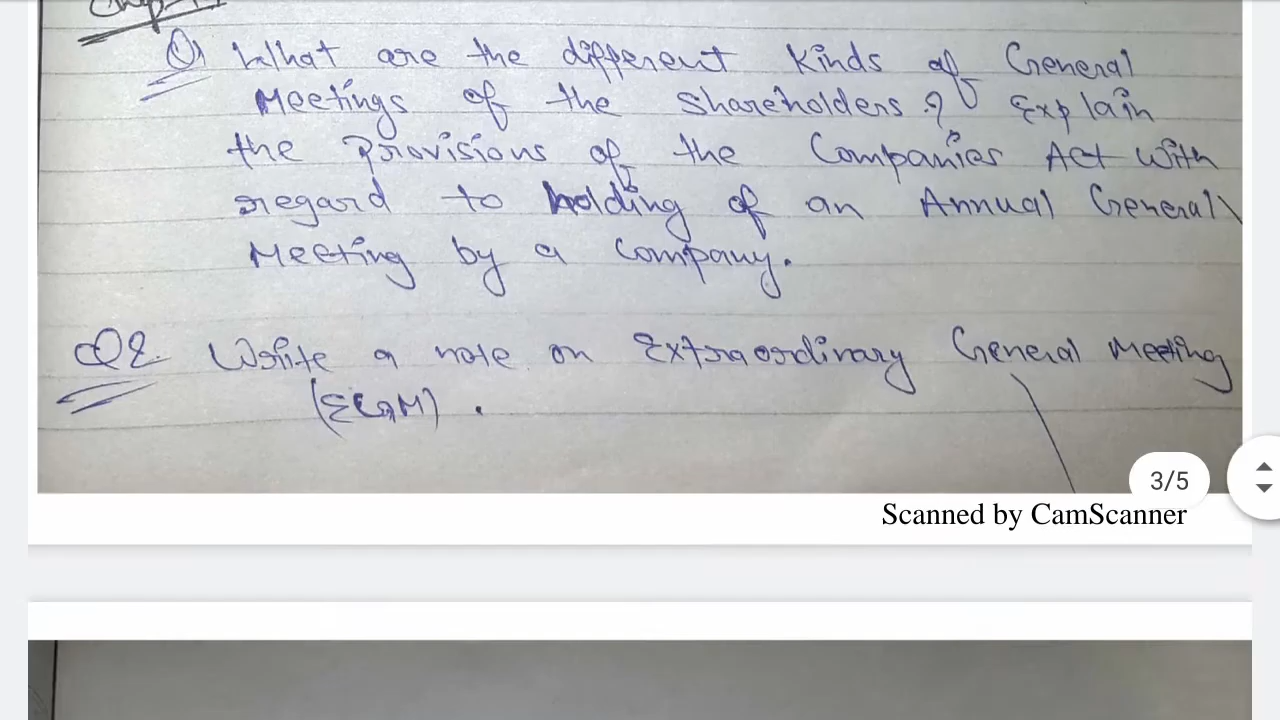 Q1 What are the different Kinds of General
Meetings of the Shareholders? Explain
the Provisions of the Companies Act with
regard to holding of an Annual General
Meeting by a company.
Q2. Write a note on Extraordinary General Meeting
(EGM).
3/5
Scanned by CamScanner